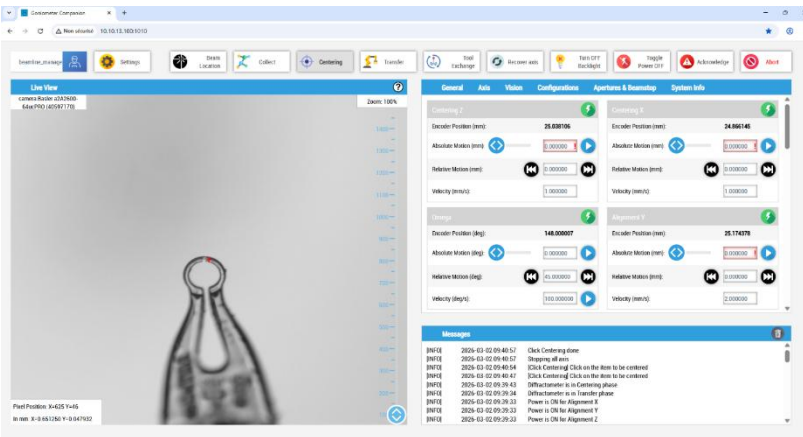 Goniometer Companion
Non sécurisé 10.10.13.180:1010
beamline_manage
Settings
Beam Location
Collect
Centering
Transfer
Tool Exchange
Recover axis
Turn OFF Backlight
Toggle Power OFF
Acknowledge
Abort
Live View
camera:Basler a2A2600-
64ucPRO (40587170)
Zoom: 100%
General Axis Vision Configurations Apertures & Beamstop System Info
Centering Z
Encoder Position (mm): 25.038106
Absolute Motion (mm) 0.000000
Relative Motion (mm): 0.000000
Velocity (mm/s): 1.000000
Centering X
Encoder Position (mm): 24.866145
Absolute Motion (mm) 0.000000
Relative Motion (mm): 0.000000
Velocity (mm/s): 1.000000
Omega
Encoder Position (deg): 148.008007
Absolute Motion (deg) 0.000000
Relative Motion (deg): 45.000000
Velocity (deg/s): 100.000000
Alignment Y
Encoder Position (mm): 25.174378
Absolute Motion (mm) 0.000000
Relative Motion (mm): 0.000000
Velocity (mm/s): 2.000000
Messages
[INFO] 2026-03-02 09:40:57 Click Centering done
[INFO] 2026-03-02 09:40:57 Stopping all axis
[INFO] 2026-03-02 09:40:54 [Click Centering] Click on the item to be centered
[INFO] 2026-03-02 09:40:47 [Click Centering] Click on the item to be centered
[INFO] 2026-03-02 09:39:43 Diffractometer is in Centering phase
[INFO] 2026-03-02 09:39:34 Diffractometer is in Transfer phase
[INFO] 2026-03-02 09:39:33 Power is ON for Alignment X
[INFO] 2026-03-02 09:39:33 Power is ON for Alignment Y
[INFO] 2026-03-02 09:39:33 Power is ON for Alignment Z
Pixel Position: X=625 Y=46
In mm X=0.651250 Y=0.047932